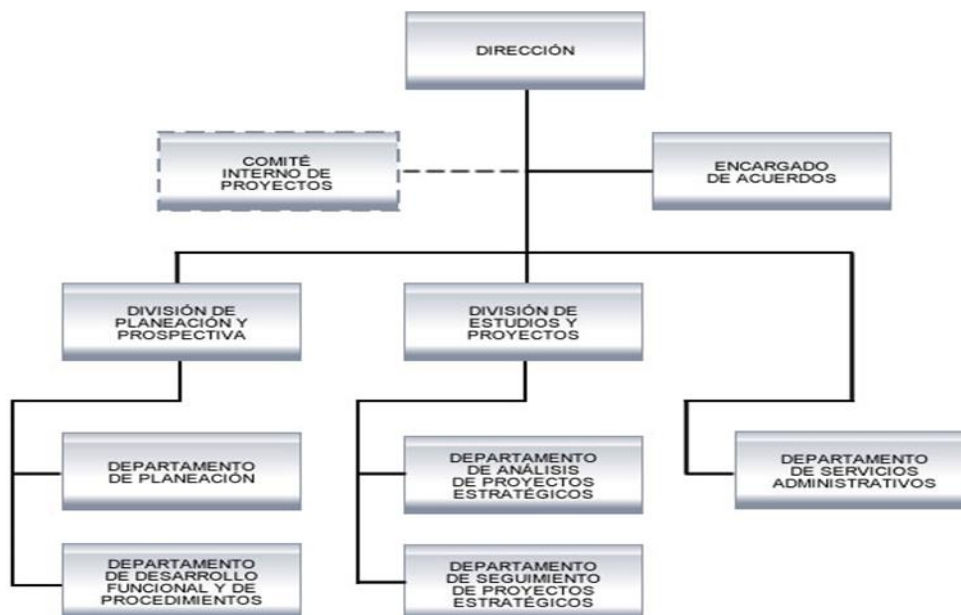 DIRECCIÓN
COMITÉ
INTERNO DE
PROYECTOS
ENCARGADO
DE ACUERDOS
DIVISIÓN DE
PLANEACIÓN Y
PROSPECTIVA
DIVISIÓN DE
ESTUDIOS Y
PROYECTOS
DEPARTAMENTO
DE PLANEACIÓN
DEPARTAMENTO
DE ANÁLISIS
DE PROYECTOS
ESTRATÉGICOS
DEPARTAMENTO
DE SERVICIOS
ADMINISTRATIVOS
DEPARTAMENTO
DE DESARROLLO
FUNCIONAL Y DE
PROCEDIMIENTOS
DEPARTAMENTO
DE SEGUIMIENTO
DE PROYECTOS
ESTRATÉGICOS